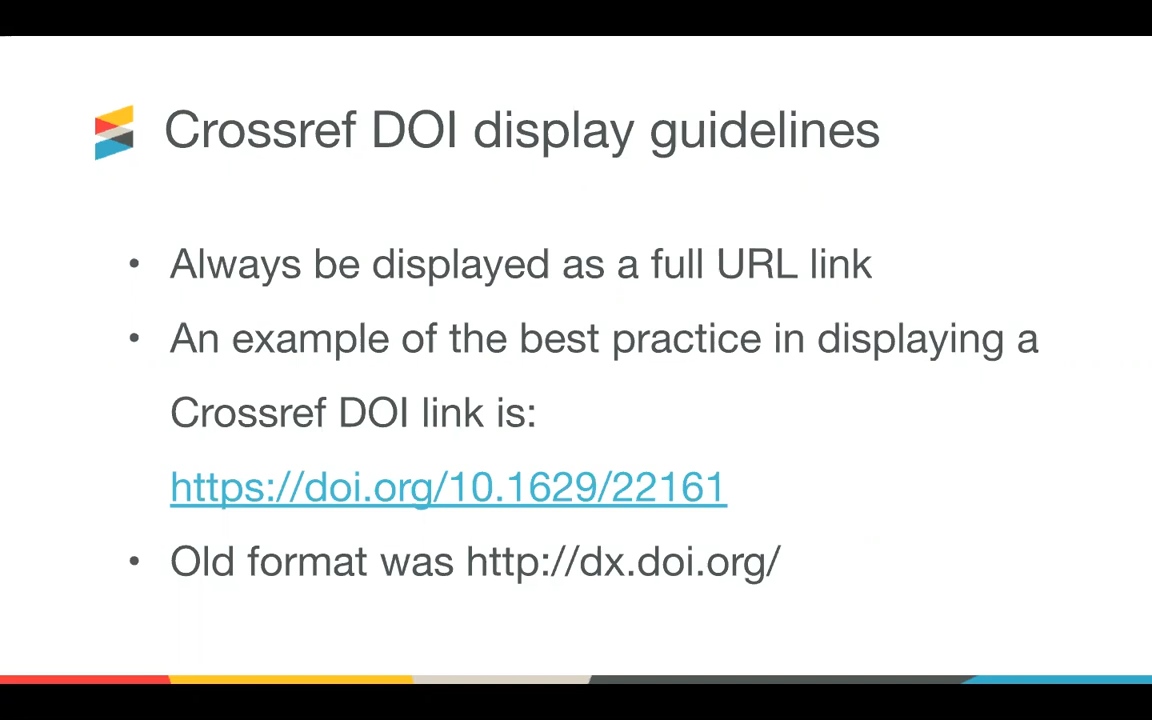 Crossref DOI display guidelines
• Always be displayed as a full URL link
• An example of the best practice in displaying a
Crossref DOI link is:
https://doi.org/10.1629/22161
• Old format was http://dx.doi.org/